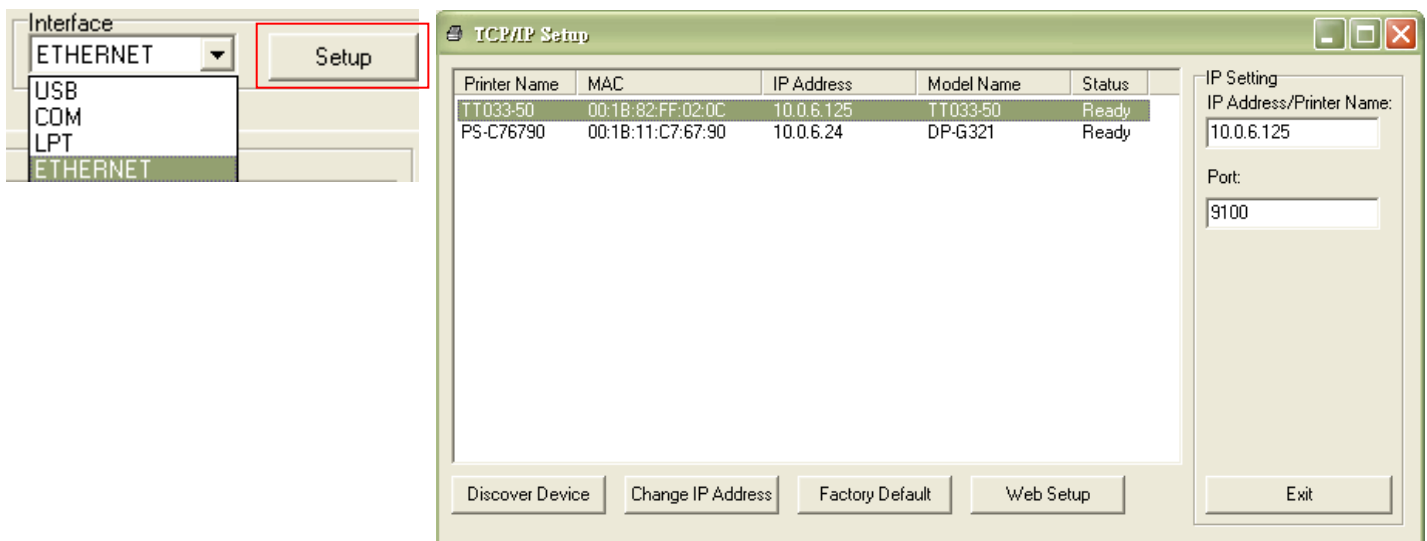 Interface
ETHERNET
Setup
USB
COM
LPT
ETHERNET
TCP/IP Setup
Printer Name MAC IP Address Model Name Status
TT033-50 00:1B:82:FF:02:0C 10.0.6.125 TT033-50 Ready
PS-C76790 00:1B:11:C7:67:90 10.0.6.24 DP-G321 Ready
IP Setting
IP Address/Printer Name:
10.0.6.125
Port:
9100
Discover Device
Change IP Address
Factory Default
Web Setup
Exit